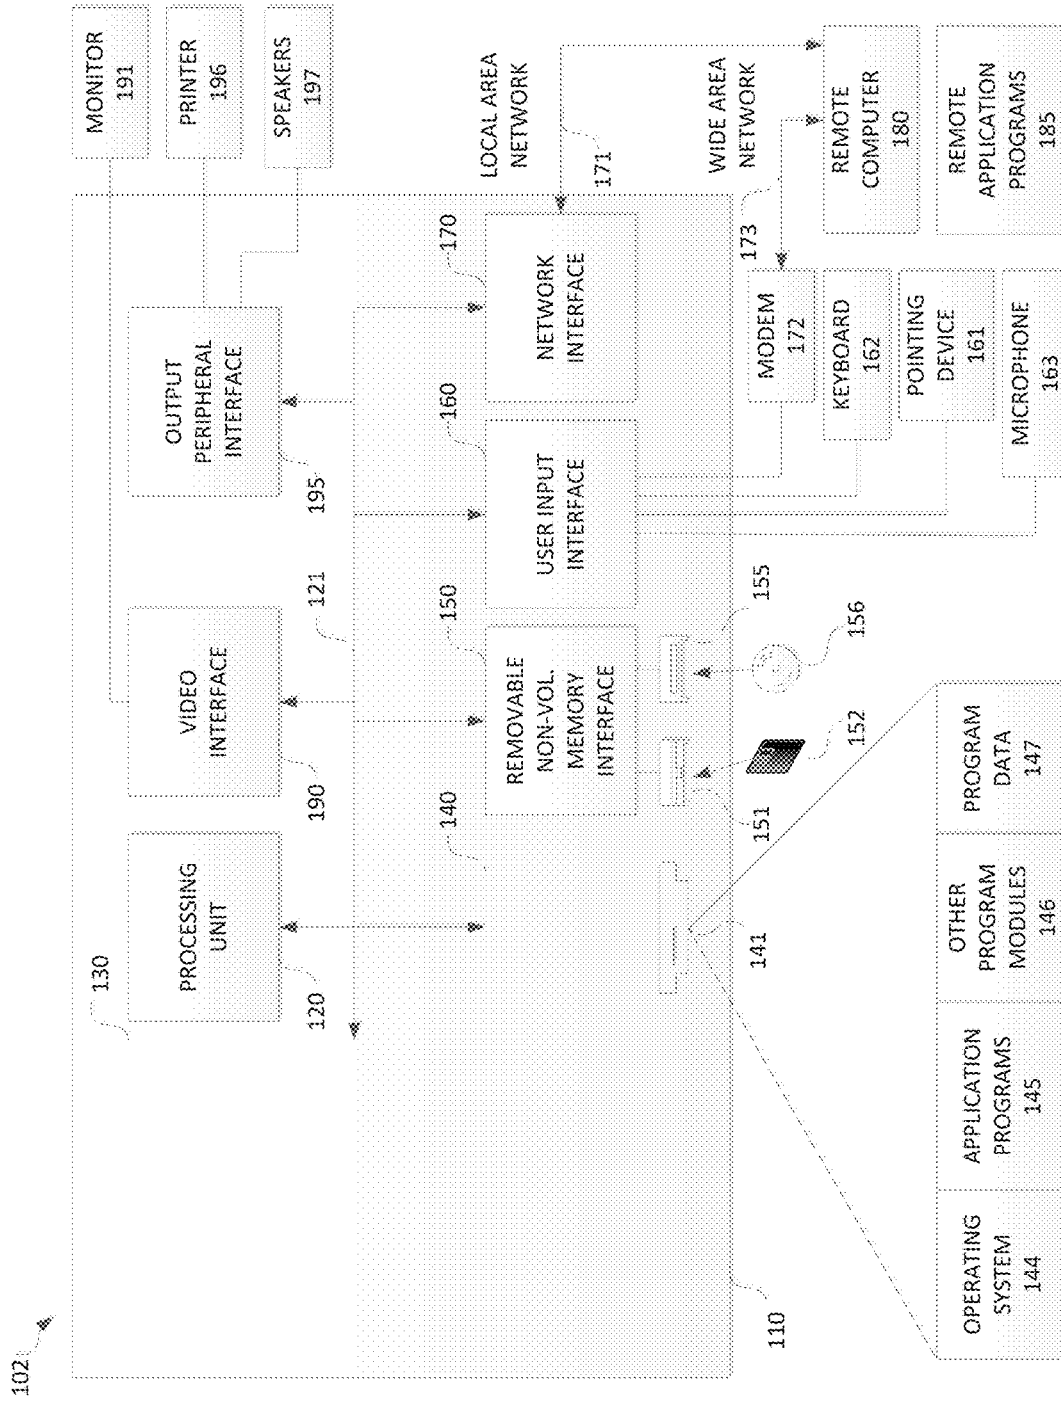 102
130
PROCESSING
UNIT
120
VIDEO
INTERFACE
190
121
OUTPUT
PERIPHERAL
INTERFACE
195
MONITOR
191
PRINTER
196
SPEAKERS
197
140
REMOVABLE
NON-VOL.
MEMORY
INTERFACE
150
USER INPUT
INTERFACE
160
NETWORK
INTERFACE
170
LOCAL AREA
NETWORK
171
WIDE AREA
NETWORK
173
141
151
152
155
156
110
MODEM
172
KEYBOARD
162
POINTING
DEVICE
161
MICROPHONE
163
REMOTE
COMPUTER
180
REMOTE
APPLICATION
PROGRAMS
185
OPERATING
SYSTEM
144
APPLICATION
PROGRAMS
145
OTHER
PROGRAM
MODULES
146
PROGRAM
DATA
147